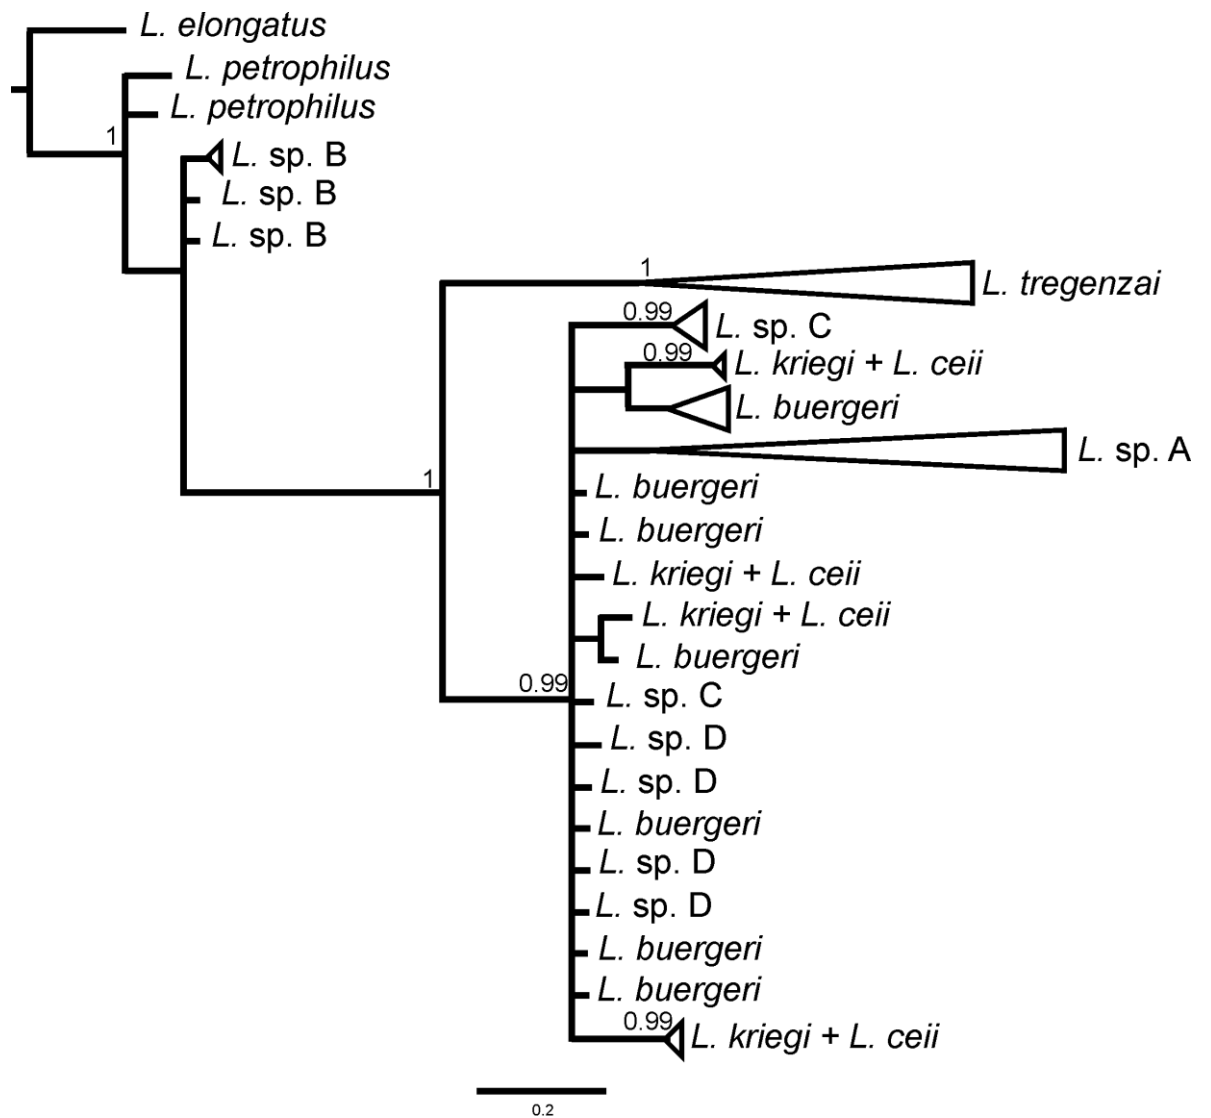 L. elongatus
L. petrophilus
L. petrophilus
1
L. sp. B
L. sp. B
L. sp. B
1
L. tregenzai
0.99
L. sp. C
0.99
L. kriegi + L. ceii
L. buergeri
L. sp. A
1
L. buergeri
L. buergeri
L. kriegi + L. ceii
L. kriegi + L. ceii
L. buergeri
0.99
L. sp. C
L. sp. D
L. sp. D
L. buergeri
L. sp. D
L. sp. D
L. buergeri
L. buergeri
0.99
L. kriegi + L. ceii
0.2